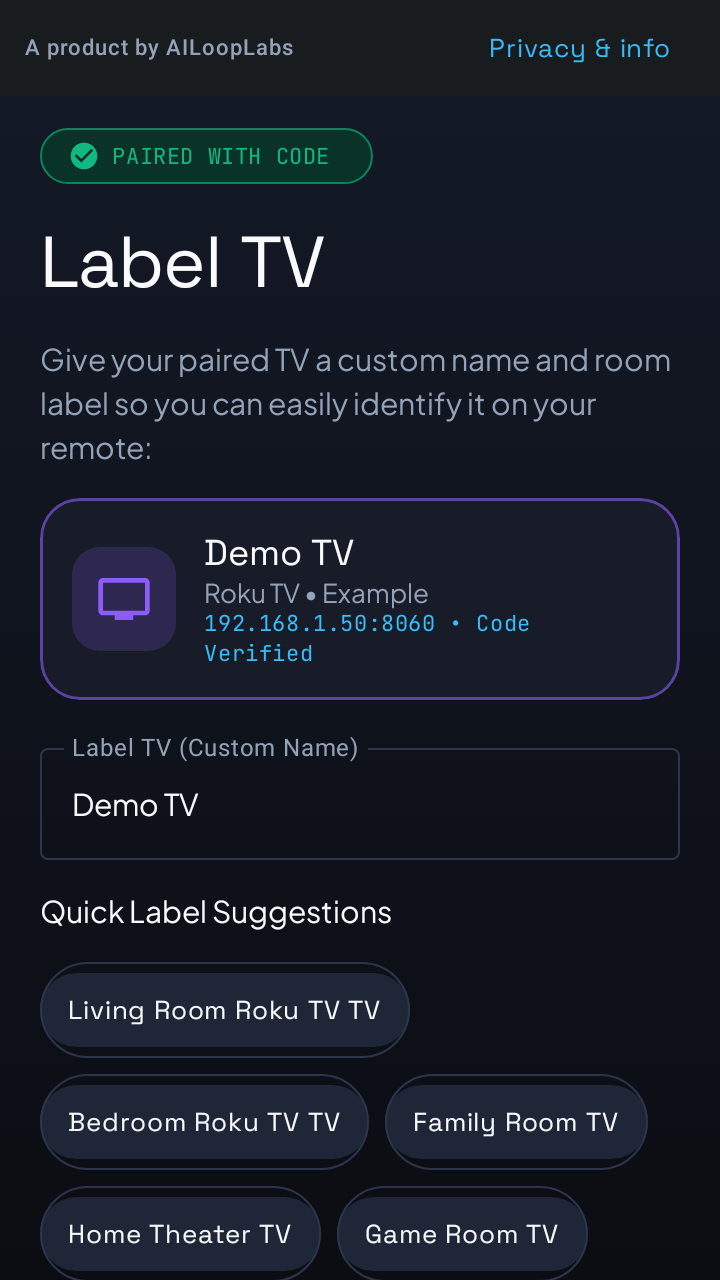 A product by AILoopLabs
Privacy & info
PAIRED WITH CODE
Label TV
Give your paired TV a custom name and room
label so you can easily identify it on your
remote:
Demo TV
Roku TV • Example
192.168.1.50:8060 • Code
Verified
Label TV (Custom Name)
Demo TV
Quick Label Suggestions
Living Room Roku TV TV
Bedroom Roku TV TV
Family Room TV
Home Theater TV
Game Room TV